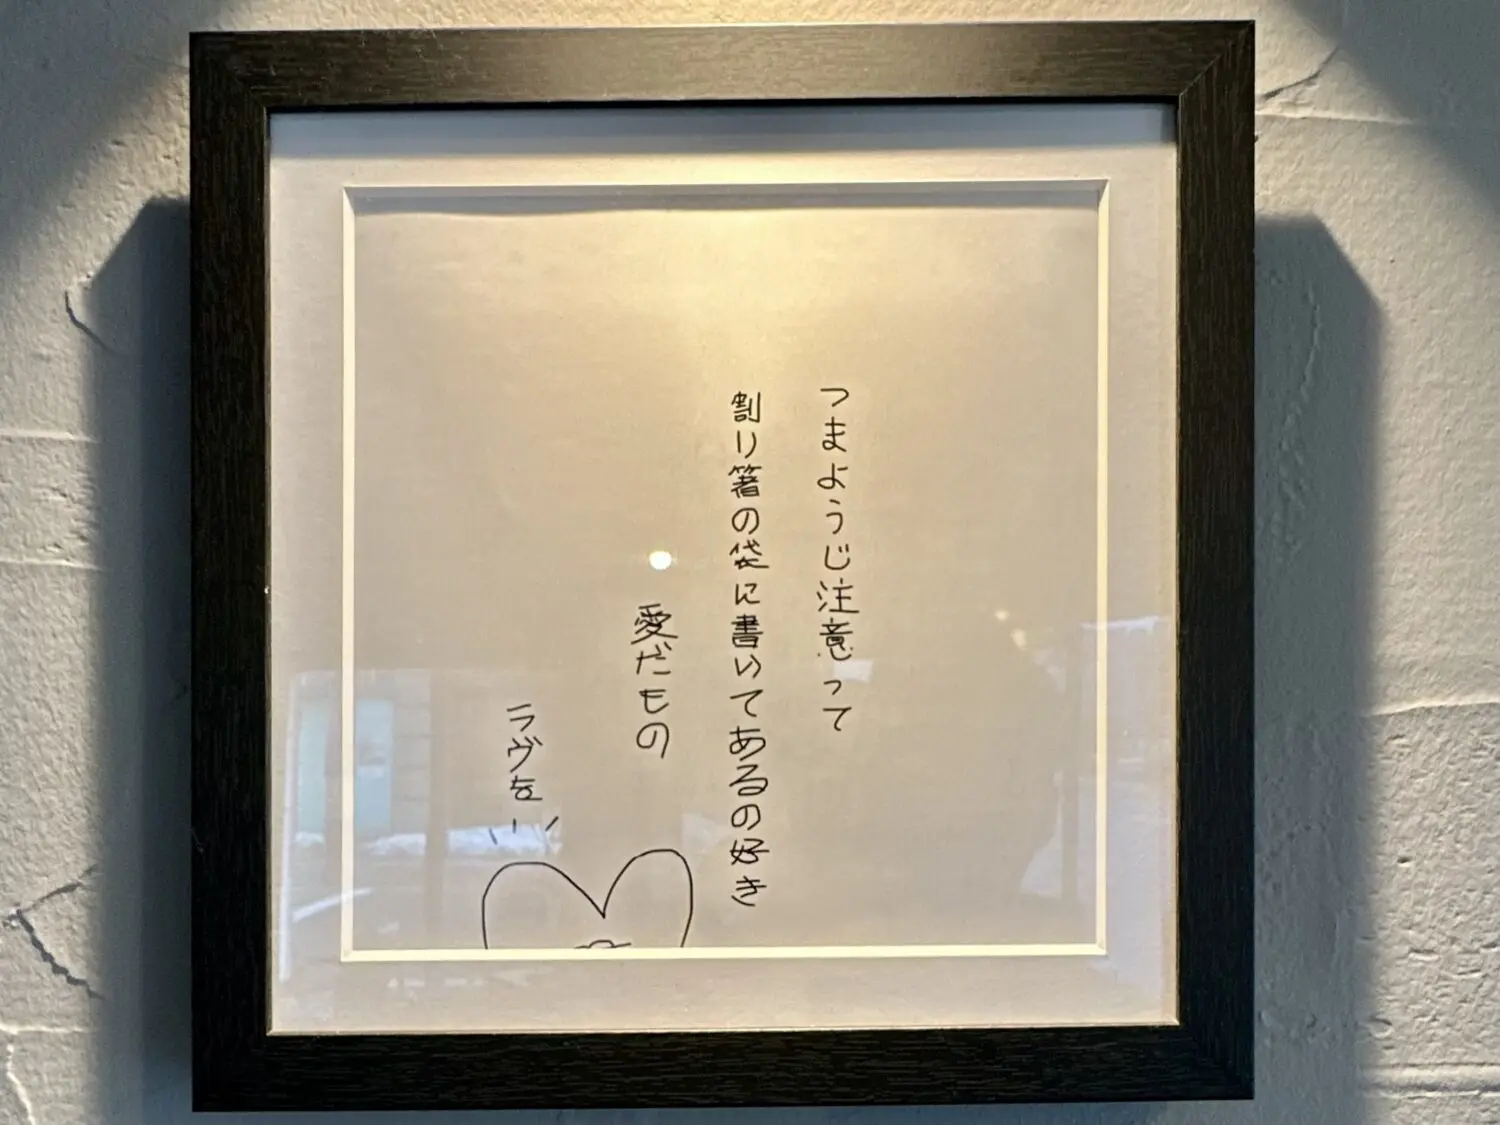 つまようじ注意って
割り箸の袋に書いてあるの好き
愛だもの
ラヴを